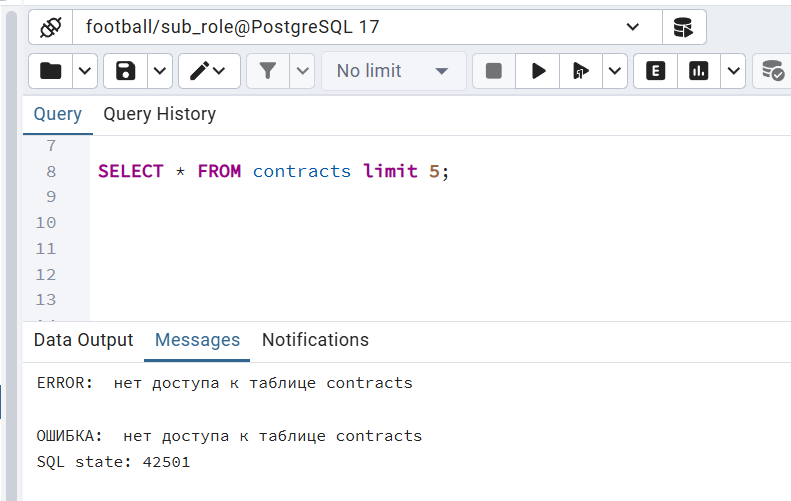 football/sub_role@PostgreSQL 17
No limit
E
Query Query History
7
8 SELECT * FROM contracts limit 5;
9
10
11
12
13
Data Output Messages Notifications
ERROR:  нет доступа к таблице contracts
ОШИБКА:  нет доступа к таблице contracts
SQL state: 42501